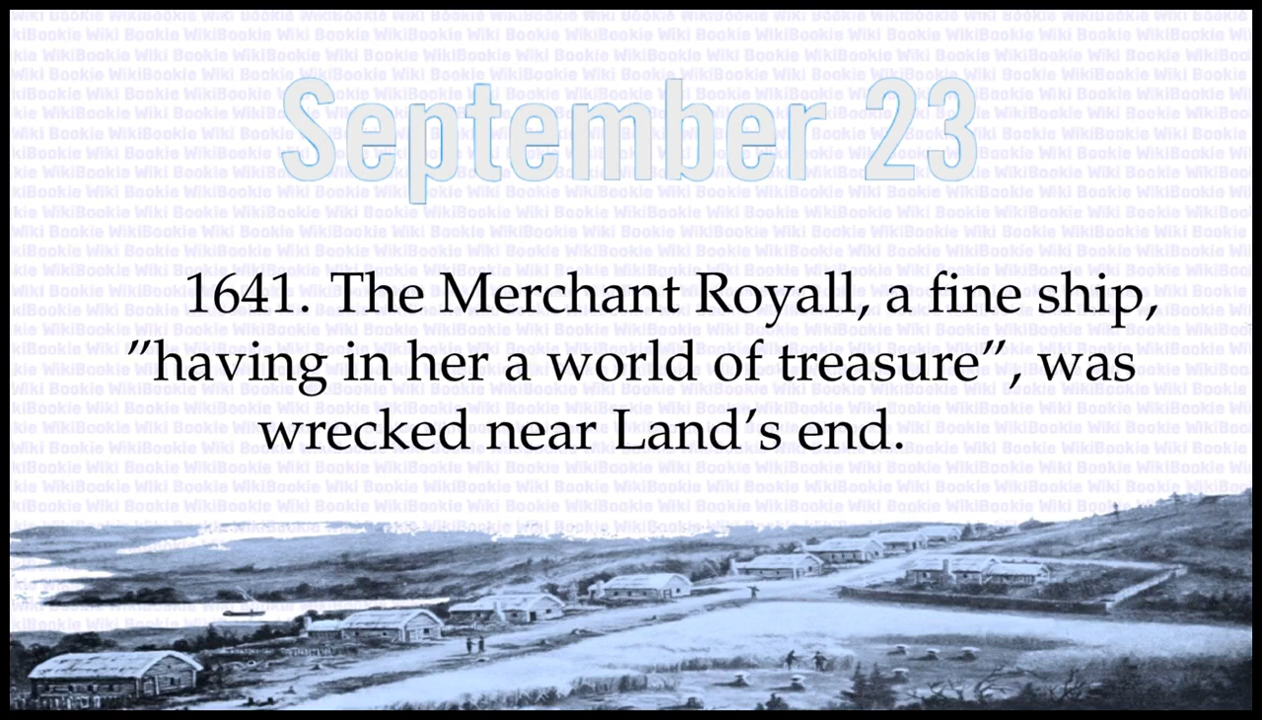 September 23
1641. The Merchant Royall, a fine ship,
″having in her a world of treasure″, was
wrecked near Land′s end.